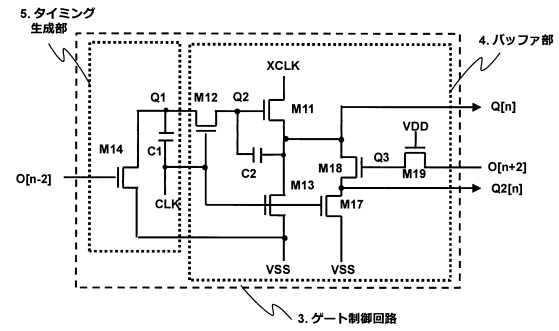 5. タイミング
生成部
4. バッファ部
XCLK
Q1
M12
Q2
M11
Q[n]
VDD
C1
M14
C2
M18
Q3
M19
O[n-2]
O[n+2]
CLK
M13
M17
Q2[n]
VSS
VSS
3. ゲート制御回路